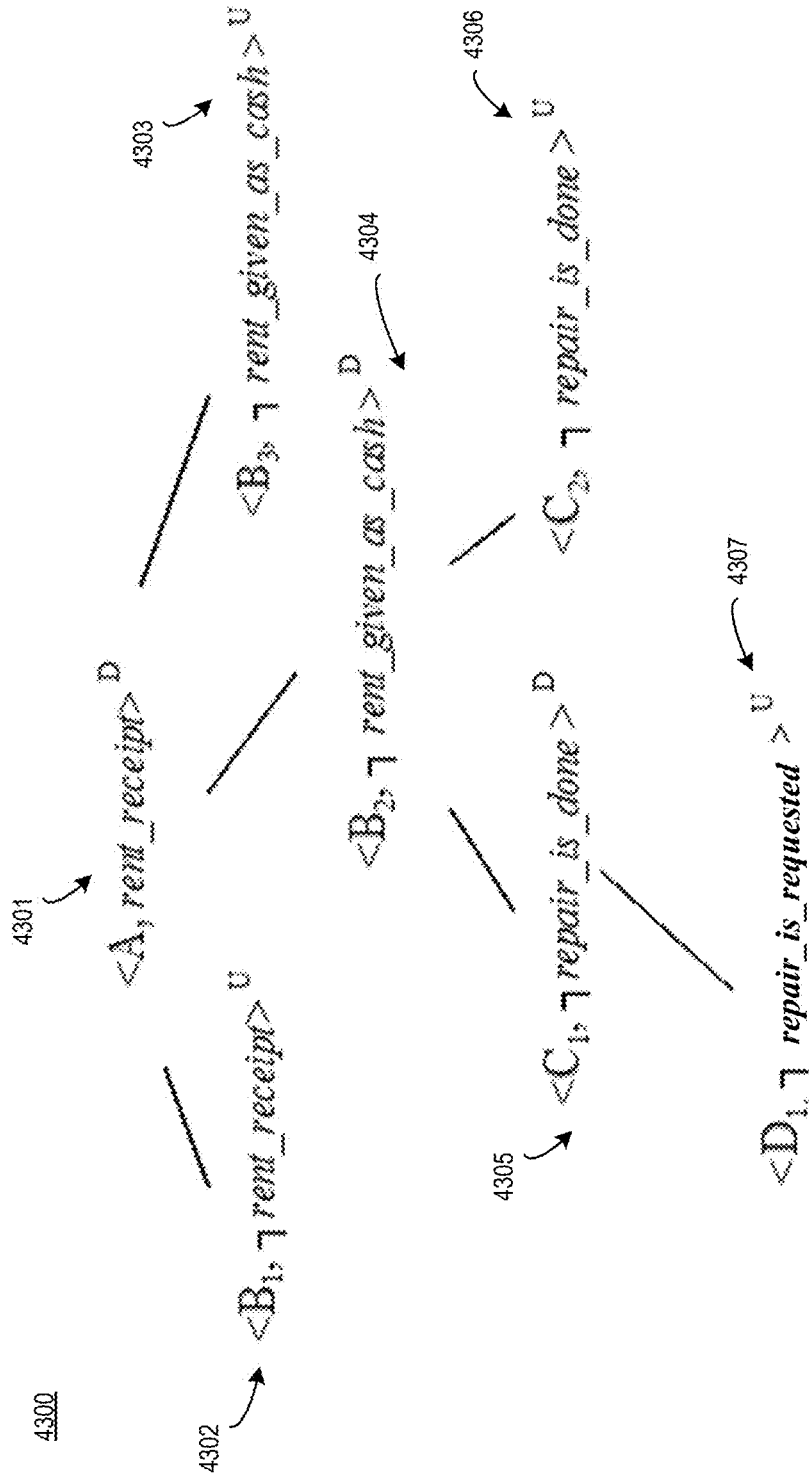 4300
4301
<A, rent_receipt>D
4302
<B1, ¬ rent_receipt>U
4303
<B3, ¬ rent_given_as_cash>U
4304
<B2, ¬ rent_given_as_cash>D
4305
<C1, ¬ repair_is_done>D
4306
<C2, ¬ repair_is_done>U
4307
<D1, ¬ repair_is_requested>U